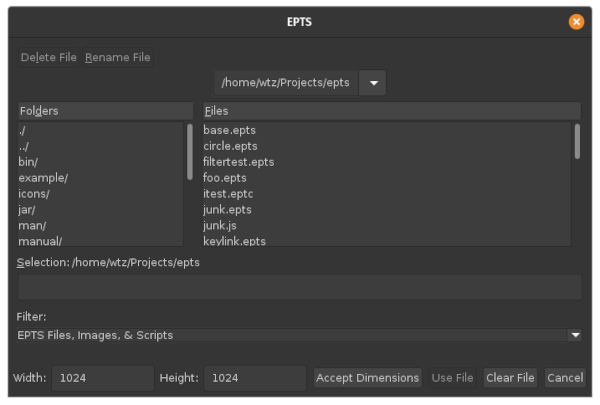 EPTS
Delete File Rename File
/home/wtz/Projects/epts
Folders Files
./ base.epts
../ circle.epts
bin/ filtertest.epts
example/ foo.epts
icons/ itest.eptc
jar/ junk.epts
man/ junk.js
manual/ keylink.epts
Selection: /home/wtz/Projects/epts
Filter:
EPTS Files, Images, & Scripts
Width: 1024 Height: 1024 Accept Dimensions Use File Clear File Cancel